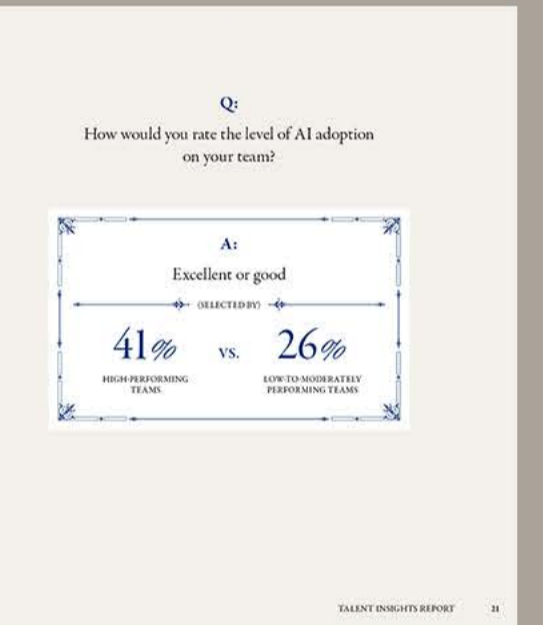 Q:
How would you rate the level of AI adoption
on your team?
A:
Excellent or good
(SELECTED BY)
41% vs. 26%
HIGH-PERFORMING LOW-TO-MODERATELY
TEAMS PERFORMING TEAMS
TALENT INSIGHTS REPORT 21